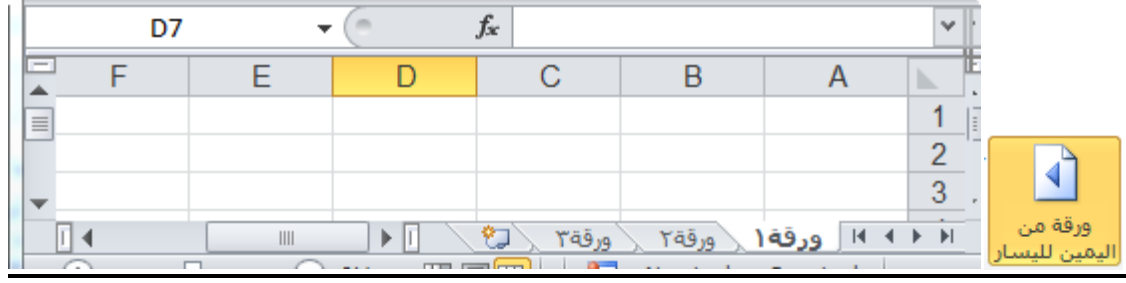 D7 fx
F E D C B A
1
2
3
ورقة١ ورقة٢ ورقة٣
ورقة من
اليمين لليسار